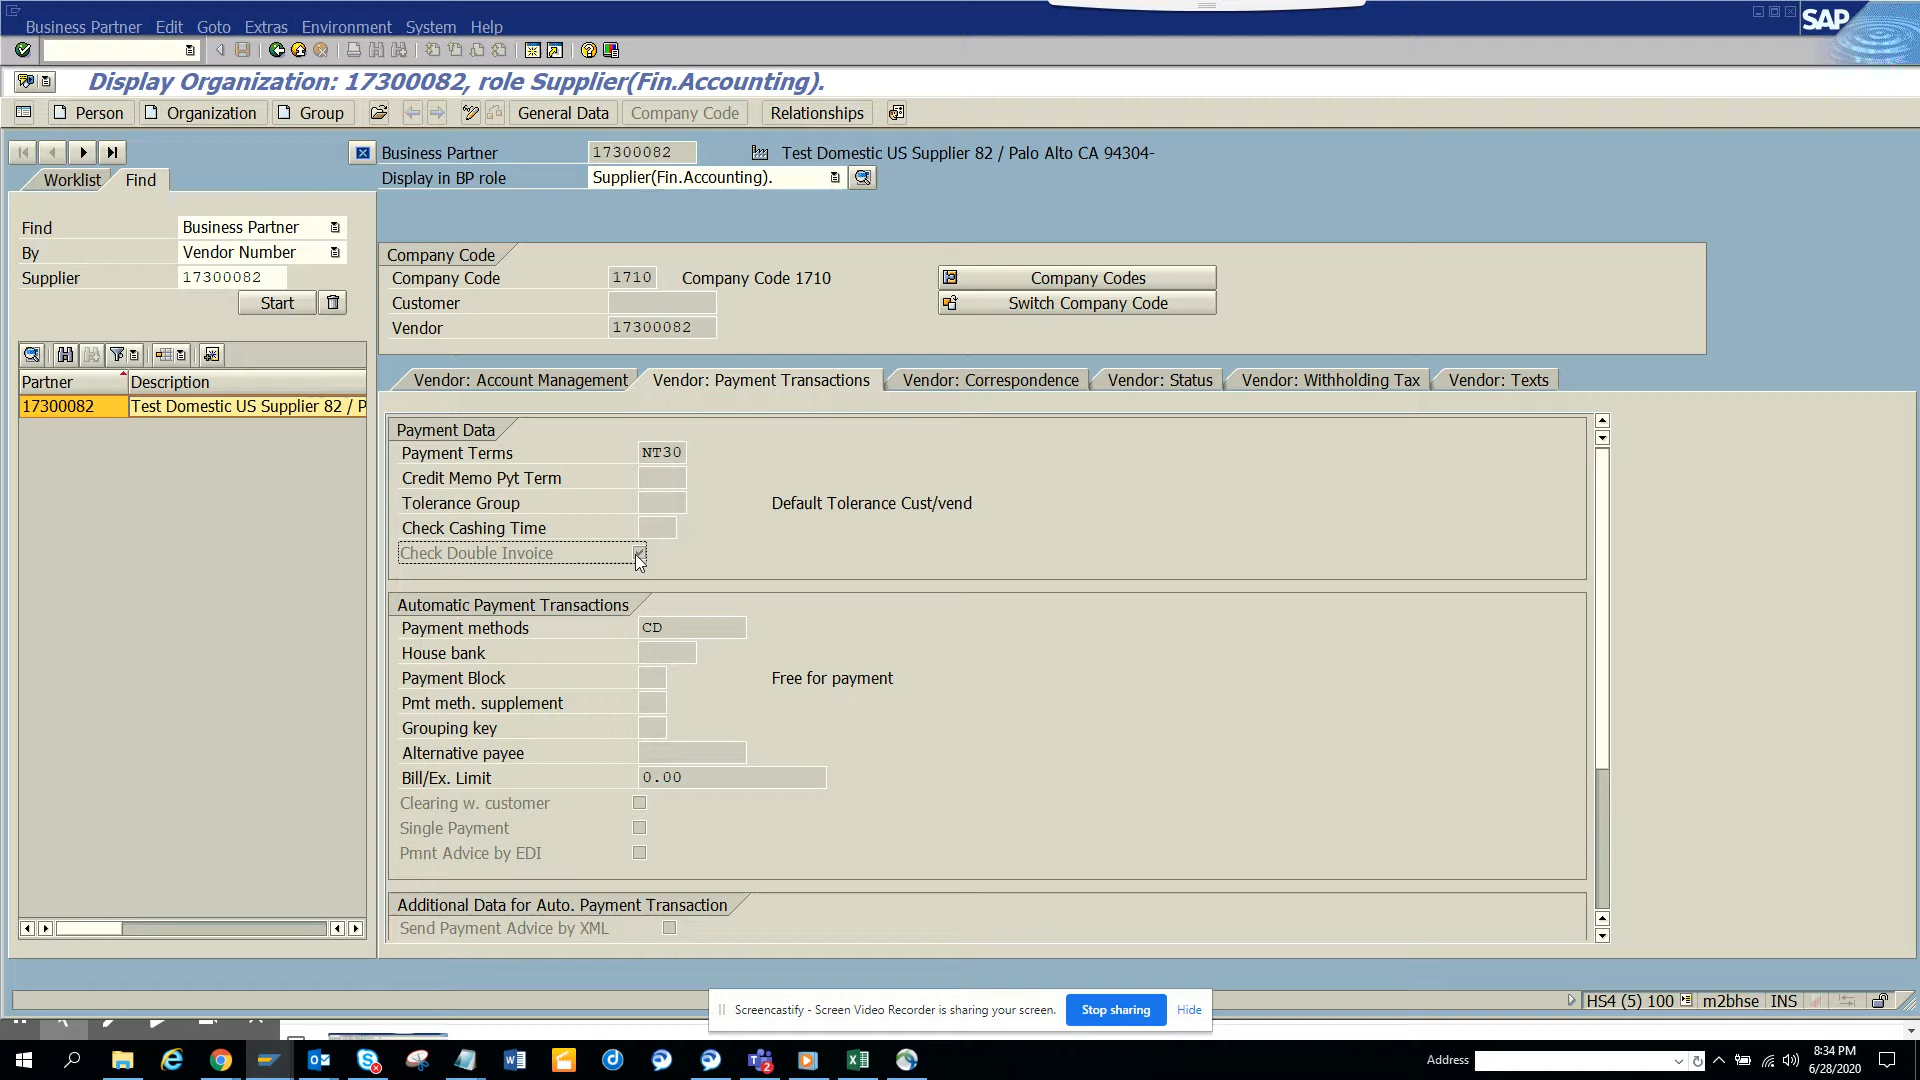 Business Partner Edit Goto Extras Environment System Help
SAP
Display Organization: 17300082, role Supplier(Fin.Accounting).
Person Organization Group General Data Company Code Relationships
Business Partner 17300082 Test Domestic US Supplier 82 / Palo Alto CA 94304-
Display in BP role Supplier(Fin.Accounting).
Worklist Find
Find Business Partner
By Vendor Number
Supplier 17300082
Start
Partner Description
17300082 Test Domestic US Supplier 82 / P
Company Code
Company Code 1710 Company Code 1710 Company Codes
Customer Switch Company Code
Vendor 17300082
Vendor: Account Management Vendor: Payment Transactions Vendor: Correspondence Vendor: Status Vendor: Withholding Tax Vendor: Texts
Payment Data
Payment Terms NT30
Credit Memo Pyt Term
Tolerance Group Default Tolerance Cust/vend
Check Cashing Time
Check Double Invoice
Automatic Payment Transactions
Payment methods CD
House bank
Payment Block Free for payment
Pmt meth. supplement
Grouping key
Alternative payee
Bill/Ex. Limit 0.00
Clearing w. customer
Single Payment
Pmnt Advice by EDI
Additional Data for Auto. Payment Transaction
Send Payment Advice by XML
HS4 (5) 100 m2bhse INS
Screencastify - Screen Video Recorder is sharing your screen. Stop sharing Hide
Address
8:34 PM
6/28/2020